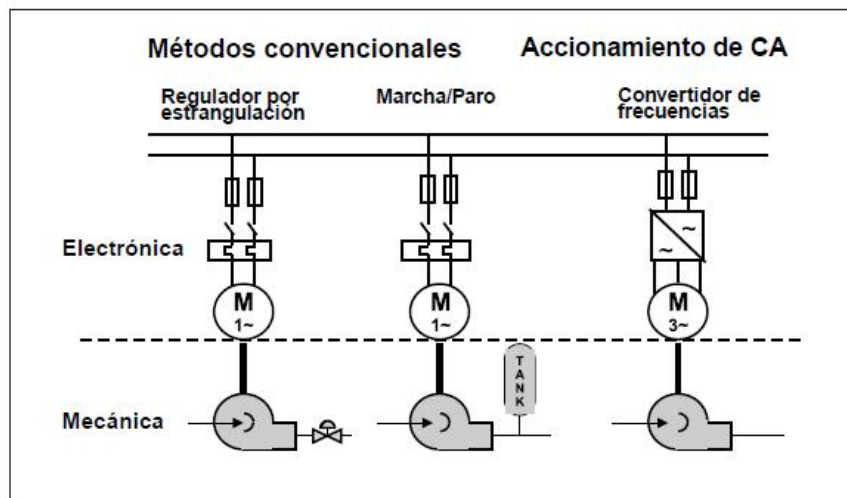 Métodos convencionales
Accionamiento de CA
Regulador por
estrangulación
Marcha/Paro
Convertidor de
frecuencias
Electrónica
M
1~
M
1~
~
~
M
3~
TANK
Mecánica